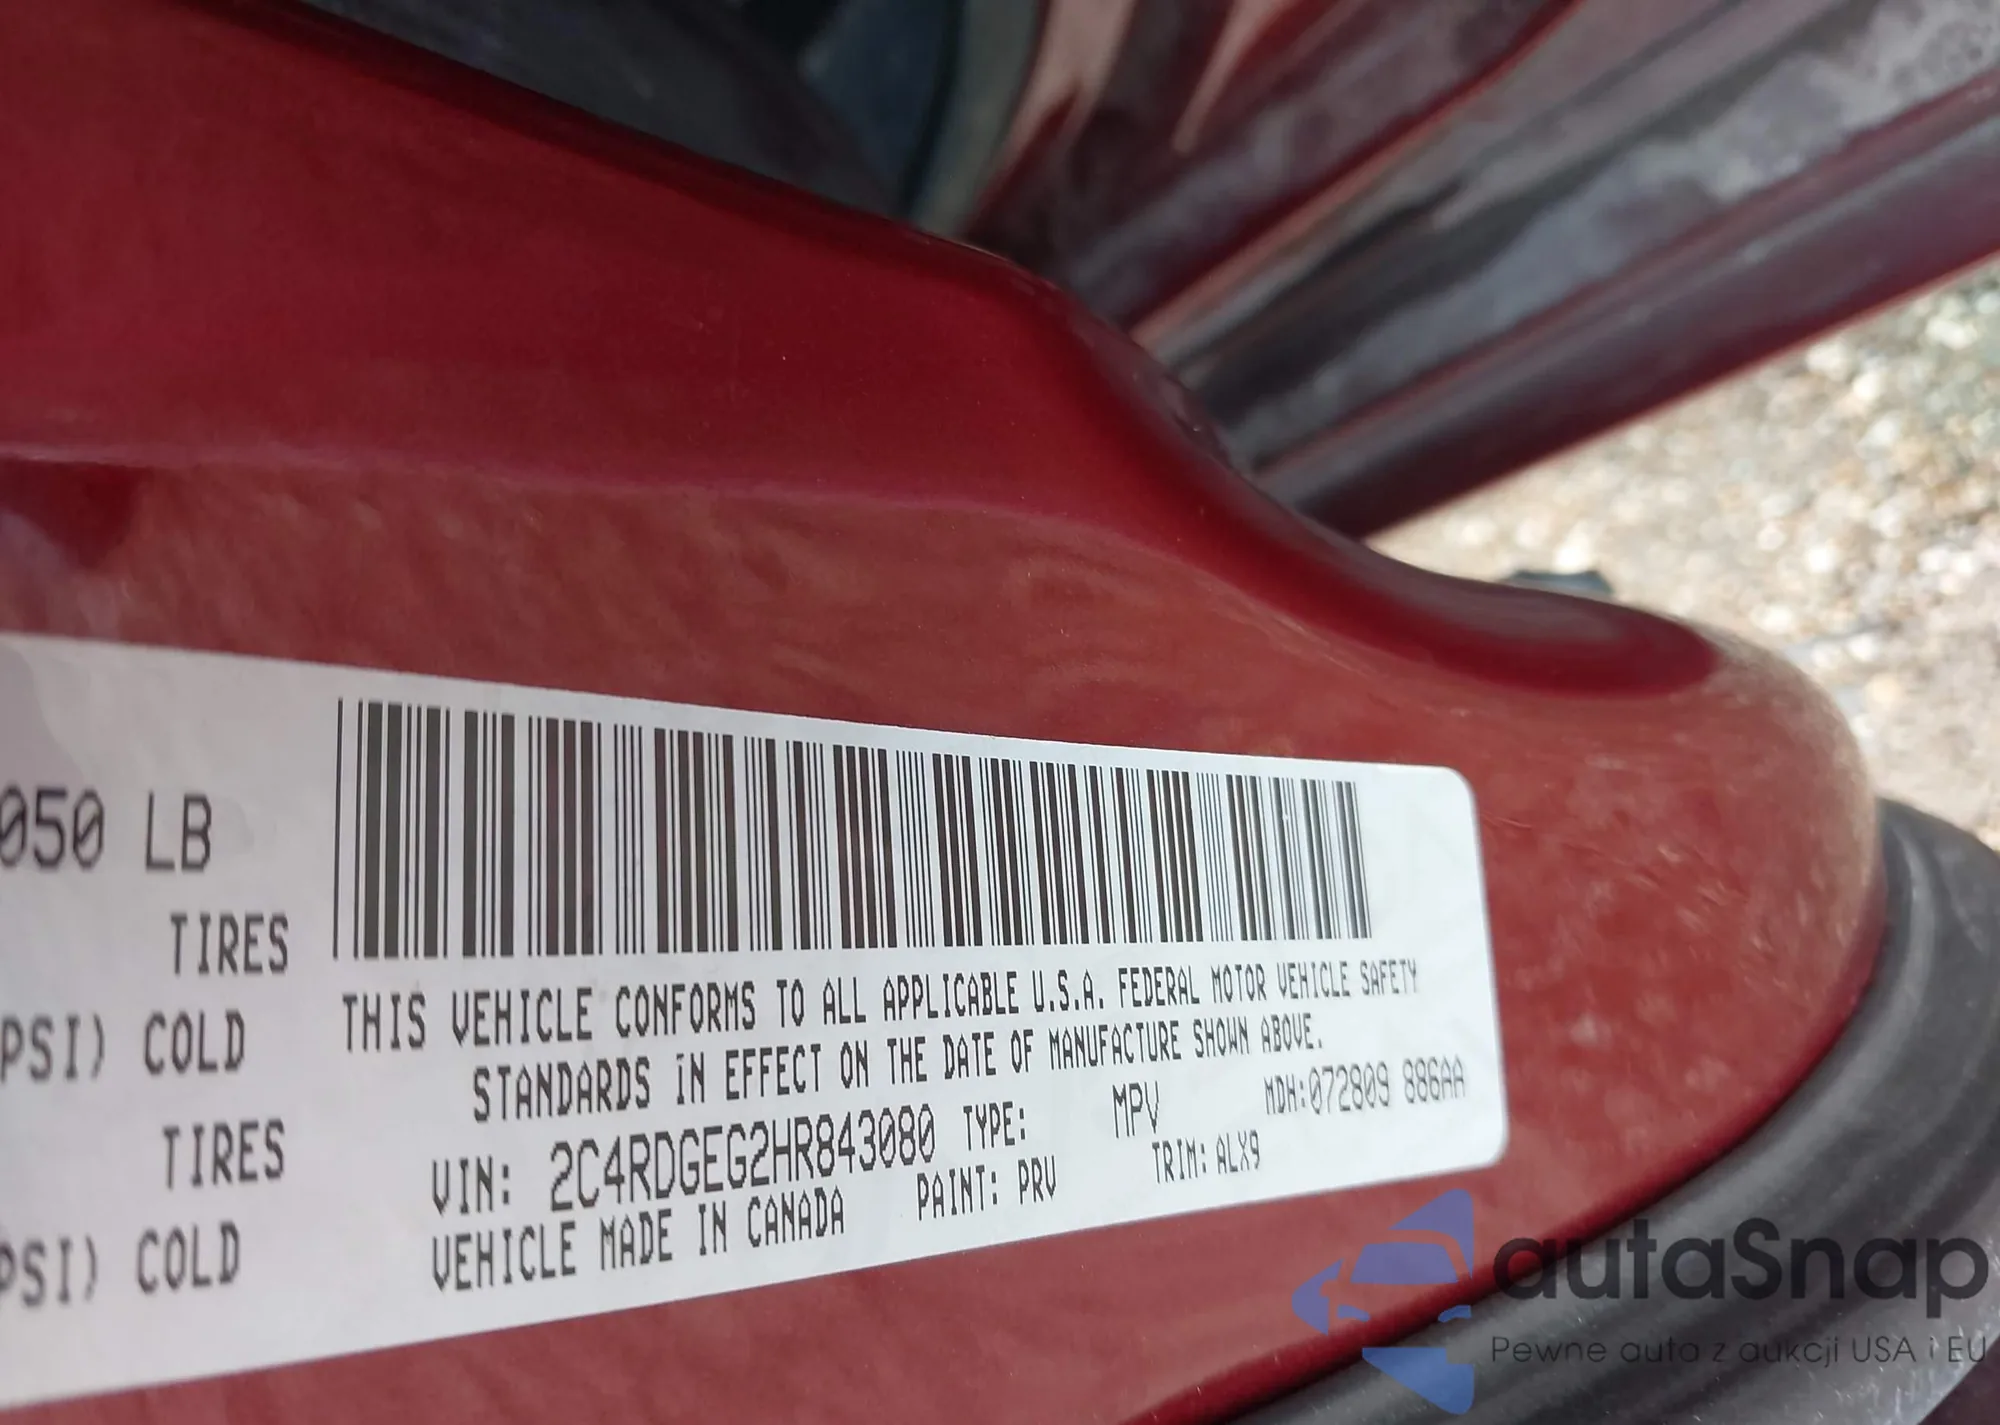 050 LB
TIRES
PSI) COLD
TIRES
PSI) COLD
THIS VEHICLE CONFORMS TO ALL APPLICABLE U.S.A. FEDERAL MOTOR VEHICLE SAFETY
STANDARDS IN EFFECT ON THE DATE OF MANUFACTURE SHOWN ABOVE.
VIN: 2C4RDGEG2HR843080 TYPE: MPV MDH:072809 886AA
VEHICLE MADE IN CANADA PAINT: PRV TRIM: ALX9
autaSnap
Pewne auta z aukcji USA i EU